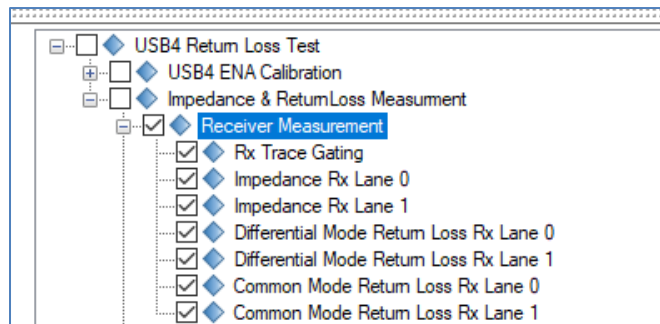 USB4 Return Loss Test
USB4 ENA Calibration
Impedance & ReturnLoss Measurment
Receiver Measurement
Rx Trace Gating
Impedance Rx Lane 0
Impedance Rx Lane 1
Differential Mode Return Loss Rx Lane 0
Differential Mode Return Loss Rx Lane 1
Common Mode Return Loss Rx Lane 0
Common Mode Return Loss Rx Lane 1